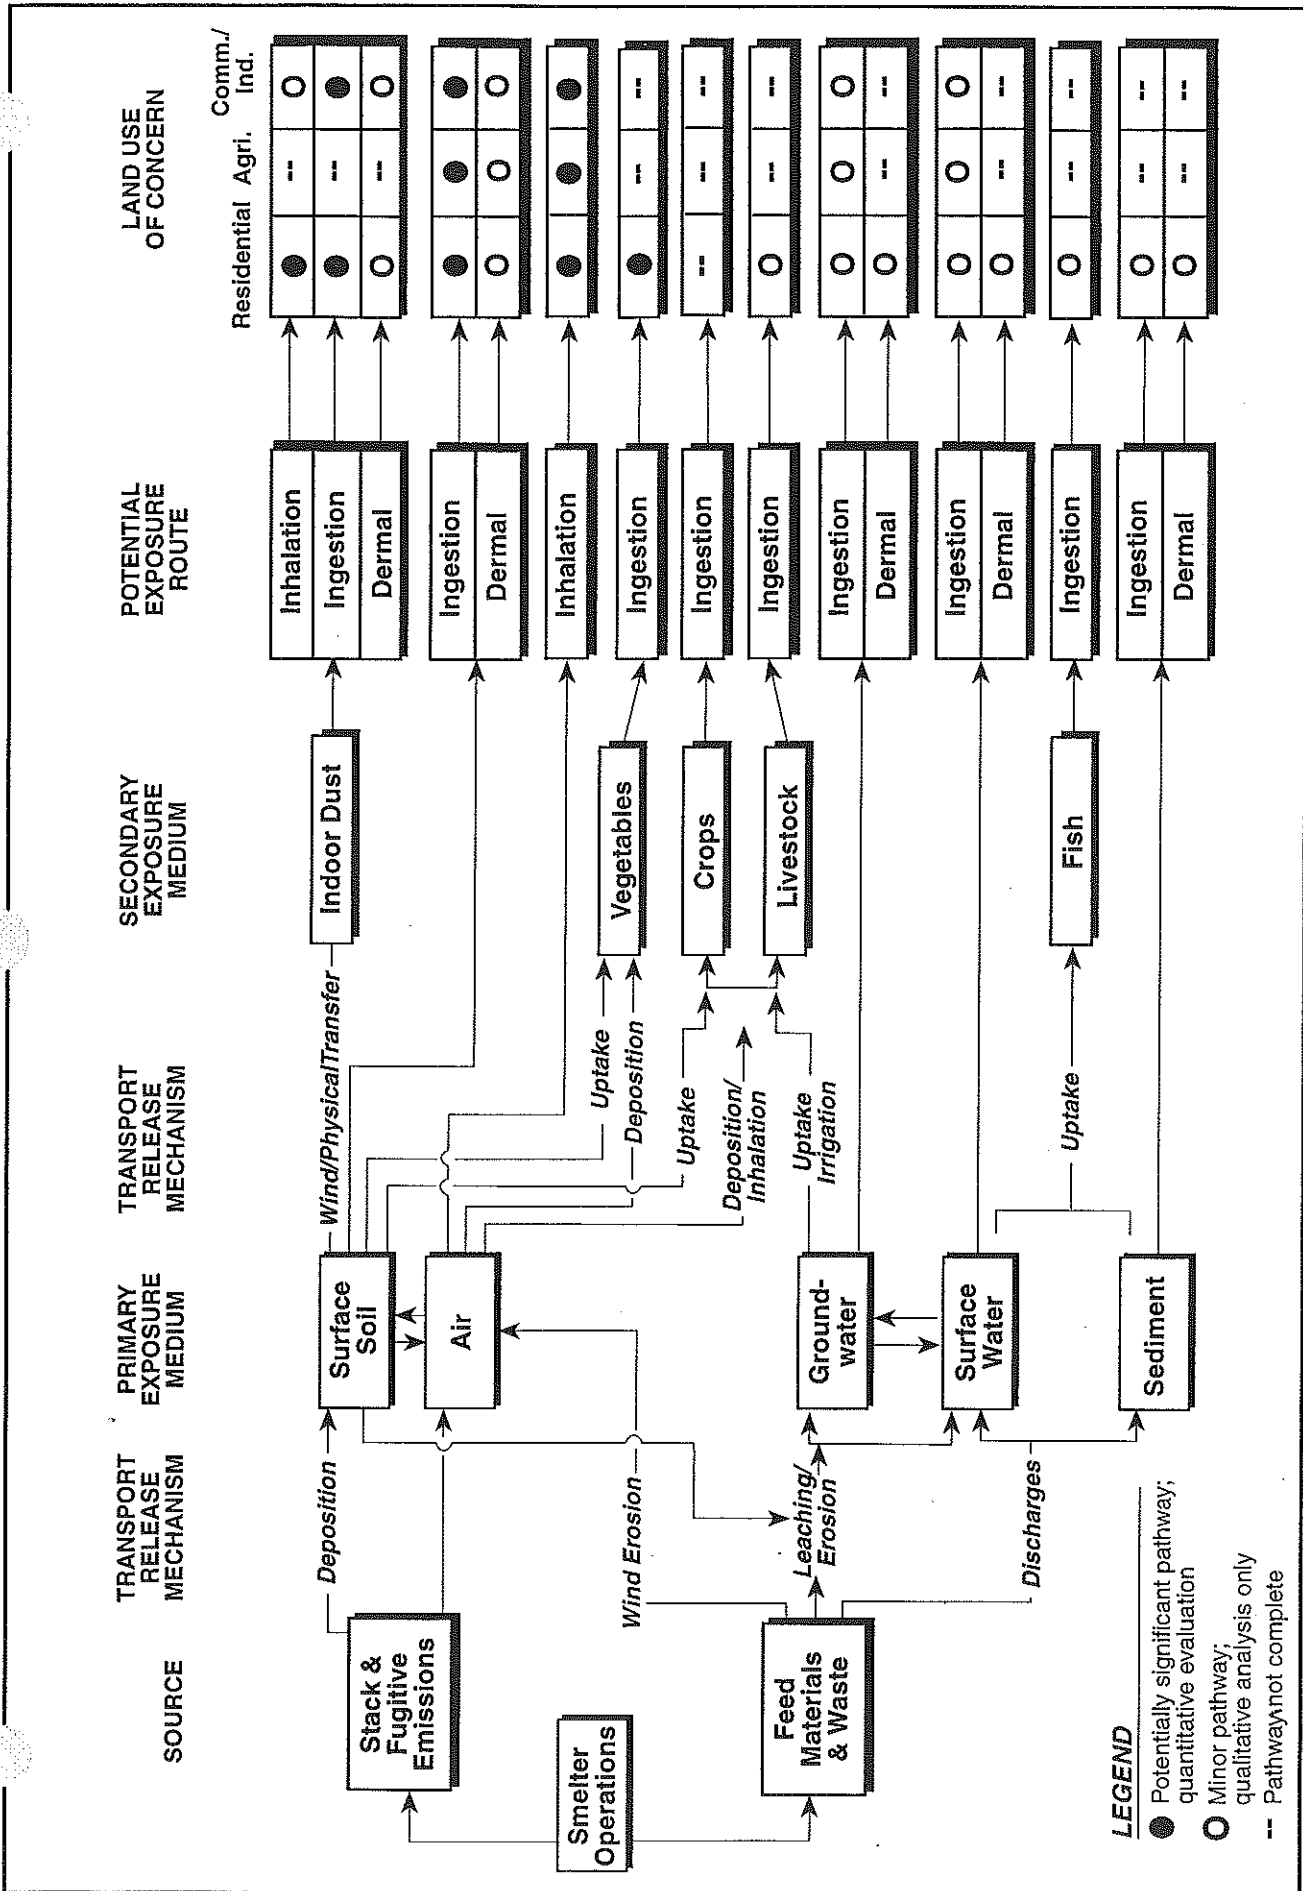 SOURCE
TRANSPORT
RELEASE
MECHANISM
PRIMARY
EXPOSURE
MEDIUM
TRANSPORT
RELEASE
MECHANISM
SECONDARY
EXPOSURE
MEDIUM
POTENTIAL
EXPOSURE
ROUTE
LAND USE
OF CONCERN
Residential Agri. Comm./
Ind.
Smelter
Operations
Stack &
Fugitive
Emissions
Feed
Materials
& Waste
Deposition
Wind Erosion
Leaching/
Erosion
Discharges
Surface
Soil
Air
Ground-
water
Surface
Water
Sediment
Wind/PhysicalTransfer
Uptake
Deposition
Uptake
Deposition/
Inhalation
Uptake
Irrigation
Uptake
Indoor Dust
Vegetables
Crops
Livestock
Fish
Inhalation
Ingestion
Dermal
Ingestion
Dermal
Inhalation
Ingestion
Ingestion
Ingestion
Ingestion
Dermal
Ingestion
Dermal
Ingestion
Ingestion
Dermal
O -- ●
● -- ●
O -- O
● ● ●
O O O
● ● ●
● -- --
-- -- --
O -- --
O O O
O -- --
O O O
O -- --
O -- --
O -- --
O -- --
LEGEND
● Potentially significant pathway;
quantitative evaluation
O Minor pathway;
qualitative analysis only
-- Pathway not complete